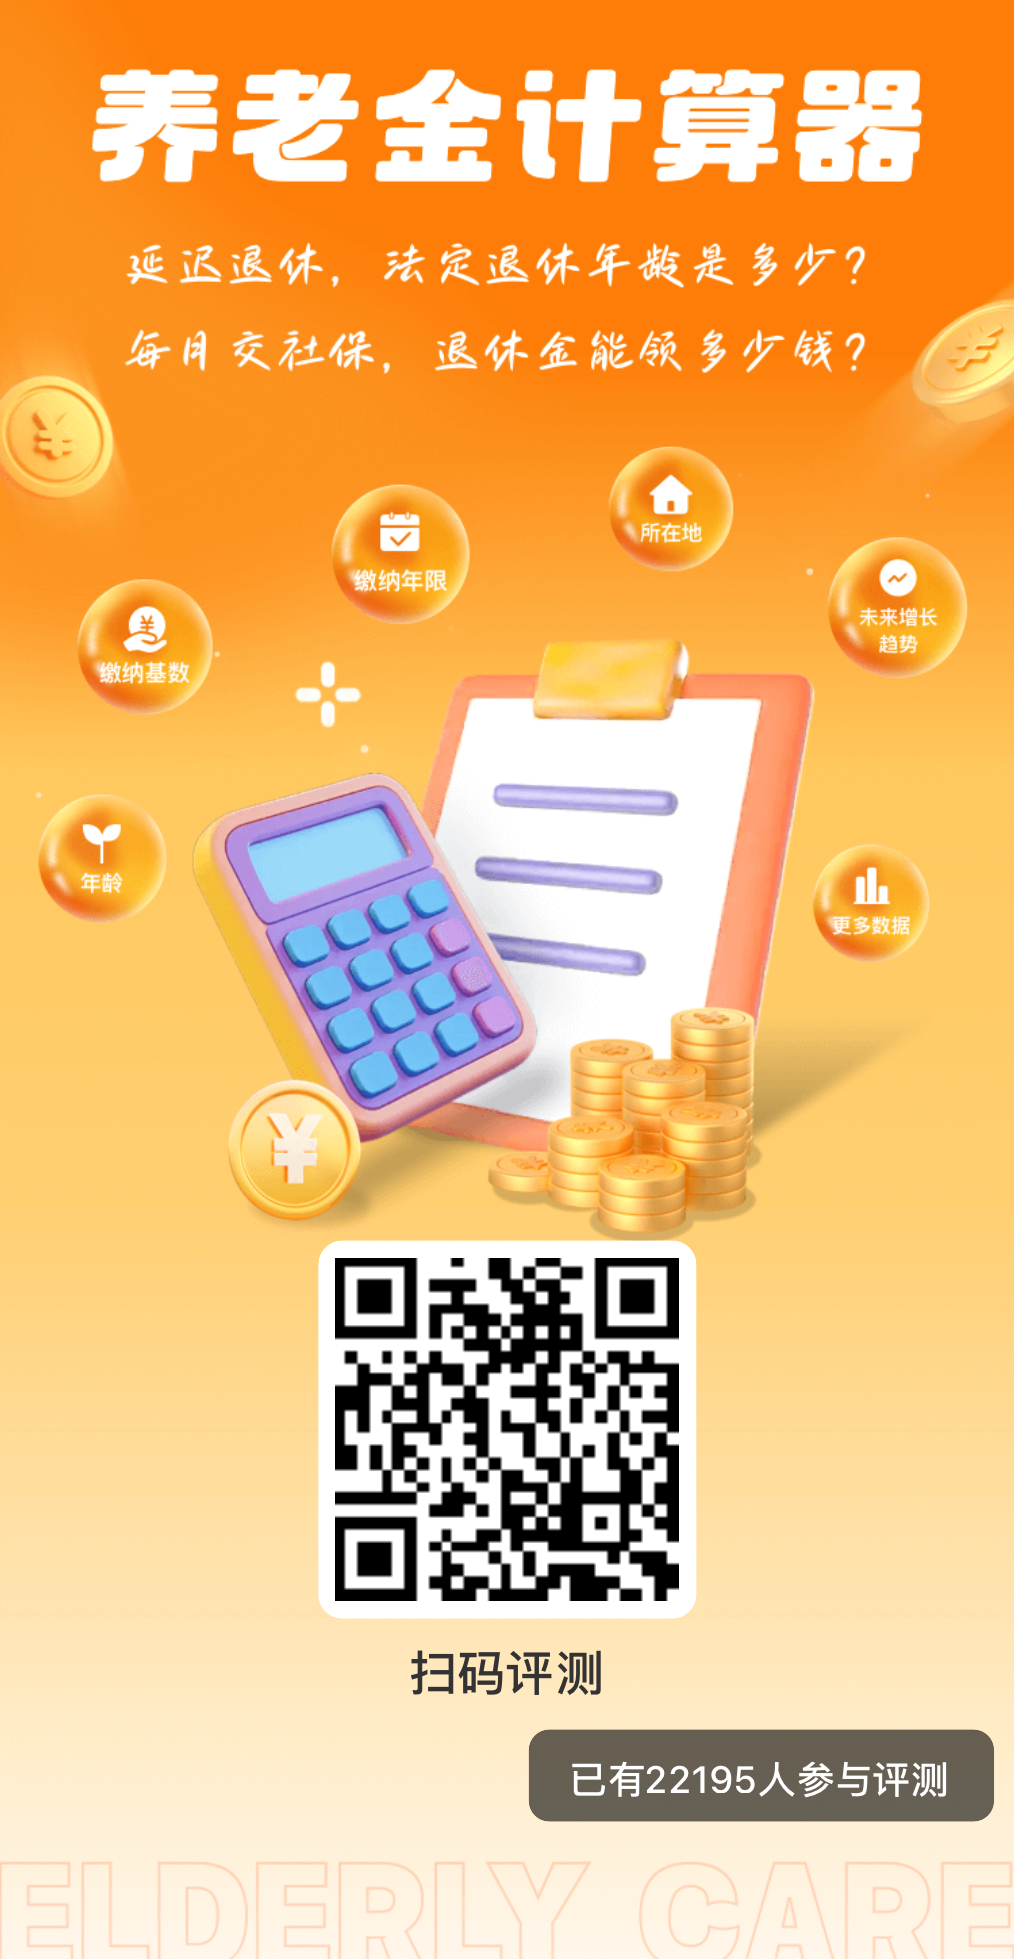 养老金计算器
延迟退休，法定退休年龄是多少？
每月交社保，退休金能领多少钱？
所在地
缴纳年限
未来增长
趋势
缴纳基数
年龄
更多数据
¥
扫码评测
已有22195人参与评测
ELDERLY CARE